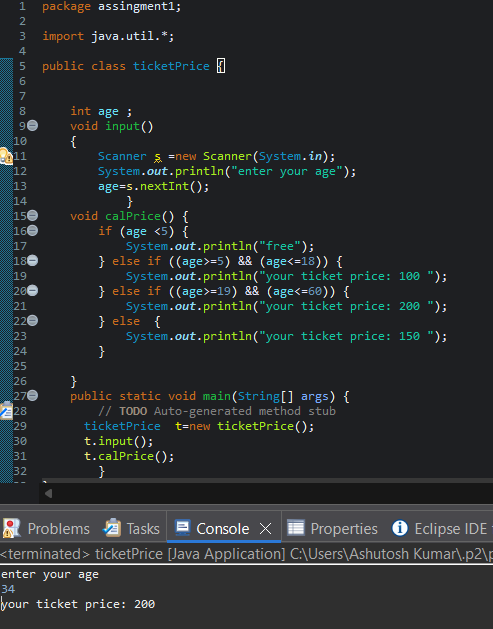 1 package assingment1;
2
3 import java.util.*;
4
5 public class ticketPrice {
6
7
8 int age ;
9 void input()
10 {
11 Scanner s =new Scanner(System.in);
12 System.out.println("enter your age");
13 age=s.nextInt();
14 }
15 void calPrice() {
16 if (age <5) {
17 System.out.println("free");
18 } else if ((age>=5) && (age<=18)) {
19 System.out.println("your ticket price: 100 ");
20 } else if ((age>=19) && (age<=60)) {
21 System.out.println("your ticket price: 200 ");
22 } else  {
23 System.out.println("your ticket price: 150 ");
24 }
25
26 }
27 public static void main(String[] args) {
28 // TODO Auto-generated method stub
29 ticketPrice  t=new ticketPrice();
30 t.input();
31 t.calPrice();
32 }
Problems Tasks Console Properties Eclipse IDE
<terminated> ticketPrice [Java Application] C:\Users\Ashutosh Kumar\.p2\p
enter your age
34
your ticket price: 200